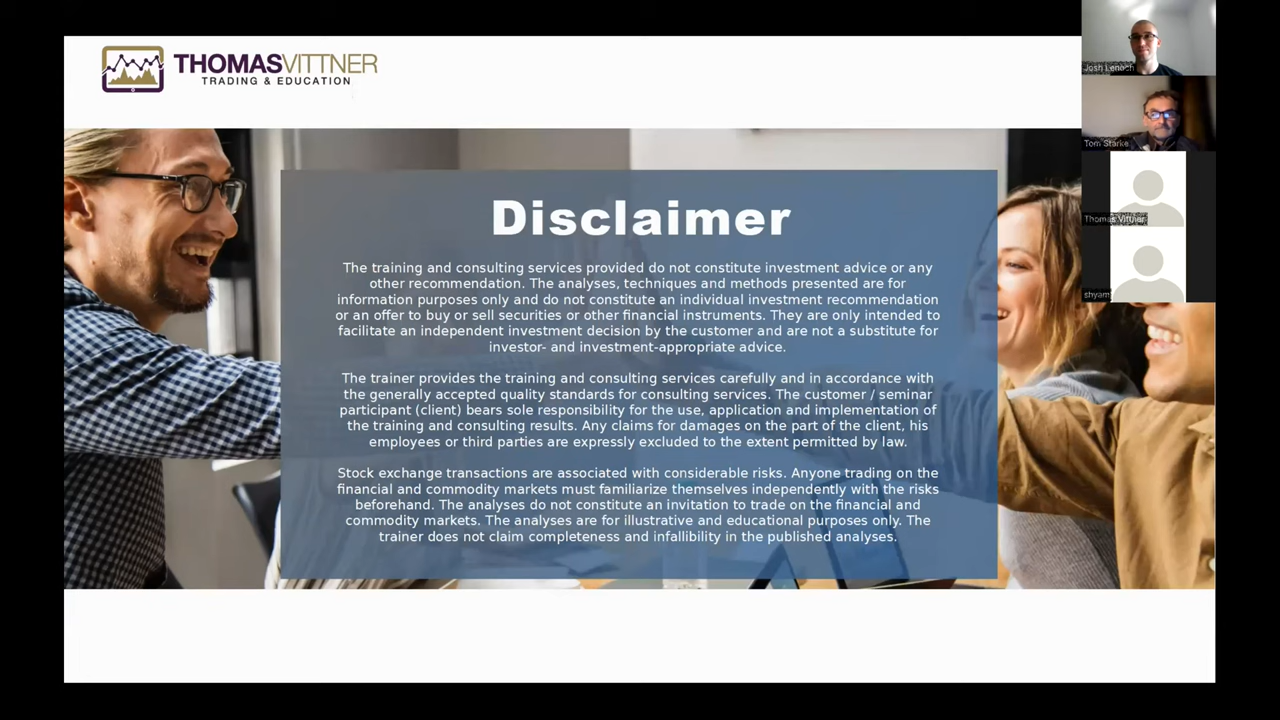 THOMASVITTNER
TRADING & EDUCATION
Disclaimer
The training and consulting services provided do not constitute investment advice or any
other recommendation. The analyses, techniques and methods presented are for
information purposes only and do not constitute an individual investment recommendation
or an offer to buy or sell securities or other financial instruments. They are only intended to
facilitate an independent investment decision by the customer and are not a substitute for
investor- and investment-appropriate advice.
The trainer provides the training and consulting services carefully and in accordance with
the generally accepted quality standards for consulting services. The customer / seminar
participant (client) bears sole responsibility for the use, application and implementation of
the training and consulting results. Any claims for damages on the part of the client, his
employees or third parties are expressly excluded to the extent permitted by law.
Stock exchange transactions are associated with considerable risks. Anyone trading on the
financial and commodity markets must familiarize themselves independently with the risks
beforehand. The analyses do not constitute an invitation to trade on the financial and
commodity markets. The analyses are for illustrative and educational purposes only. The
trainer does not claim completeness and infallibility in the published analyses.
Josh Lenoch
Tom Starke
Thomas Vittner
shyam